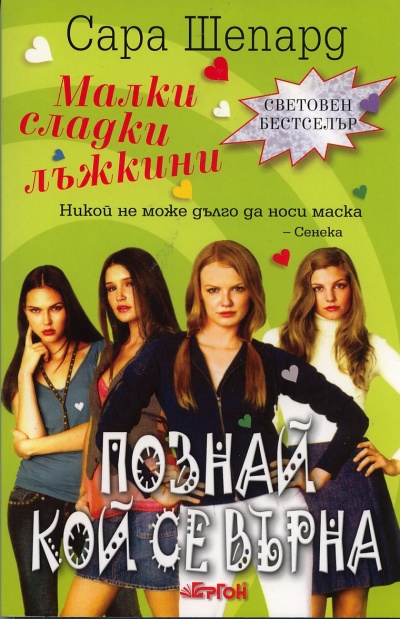 Сара Шепард
Малки
сладки
лъжкини
СВЕТОВЕН
БЕСТСЕЛЪР
Никой не може дълго да носи маска
– Сенека
ПОЗНАЙ
КОЙ СЕ ВЪРНА
ЕРГОН